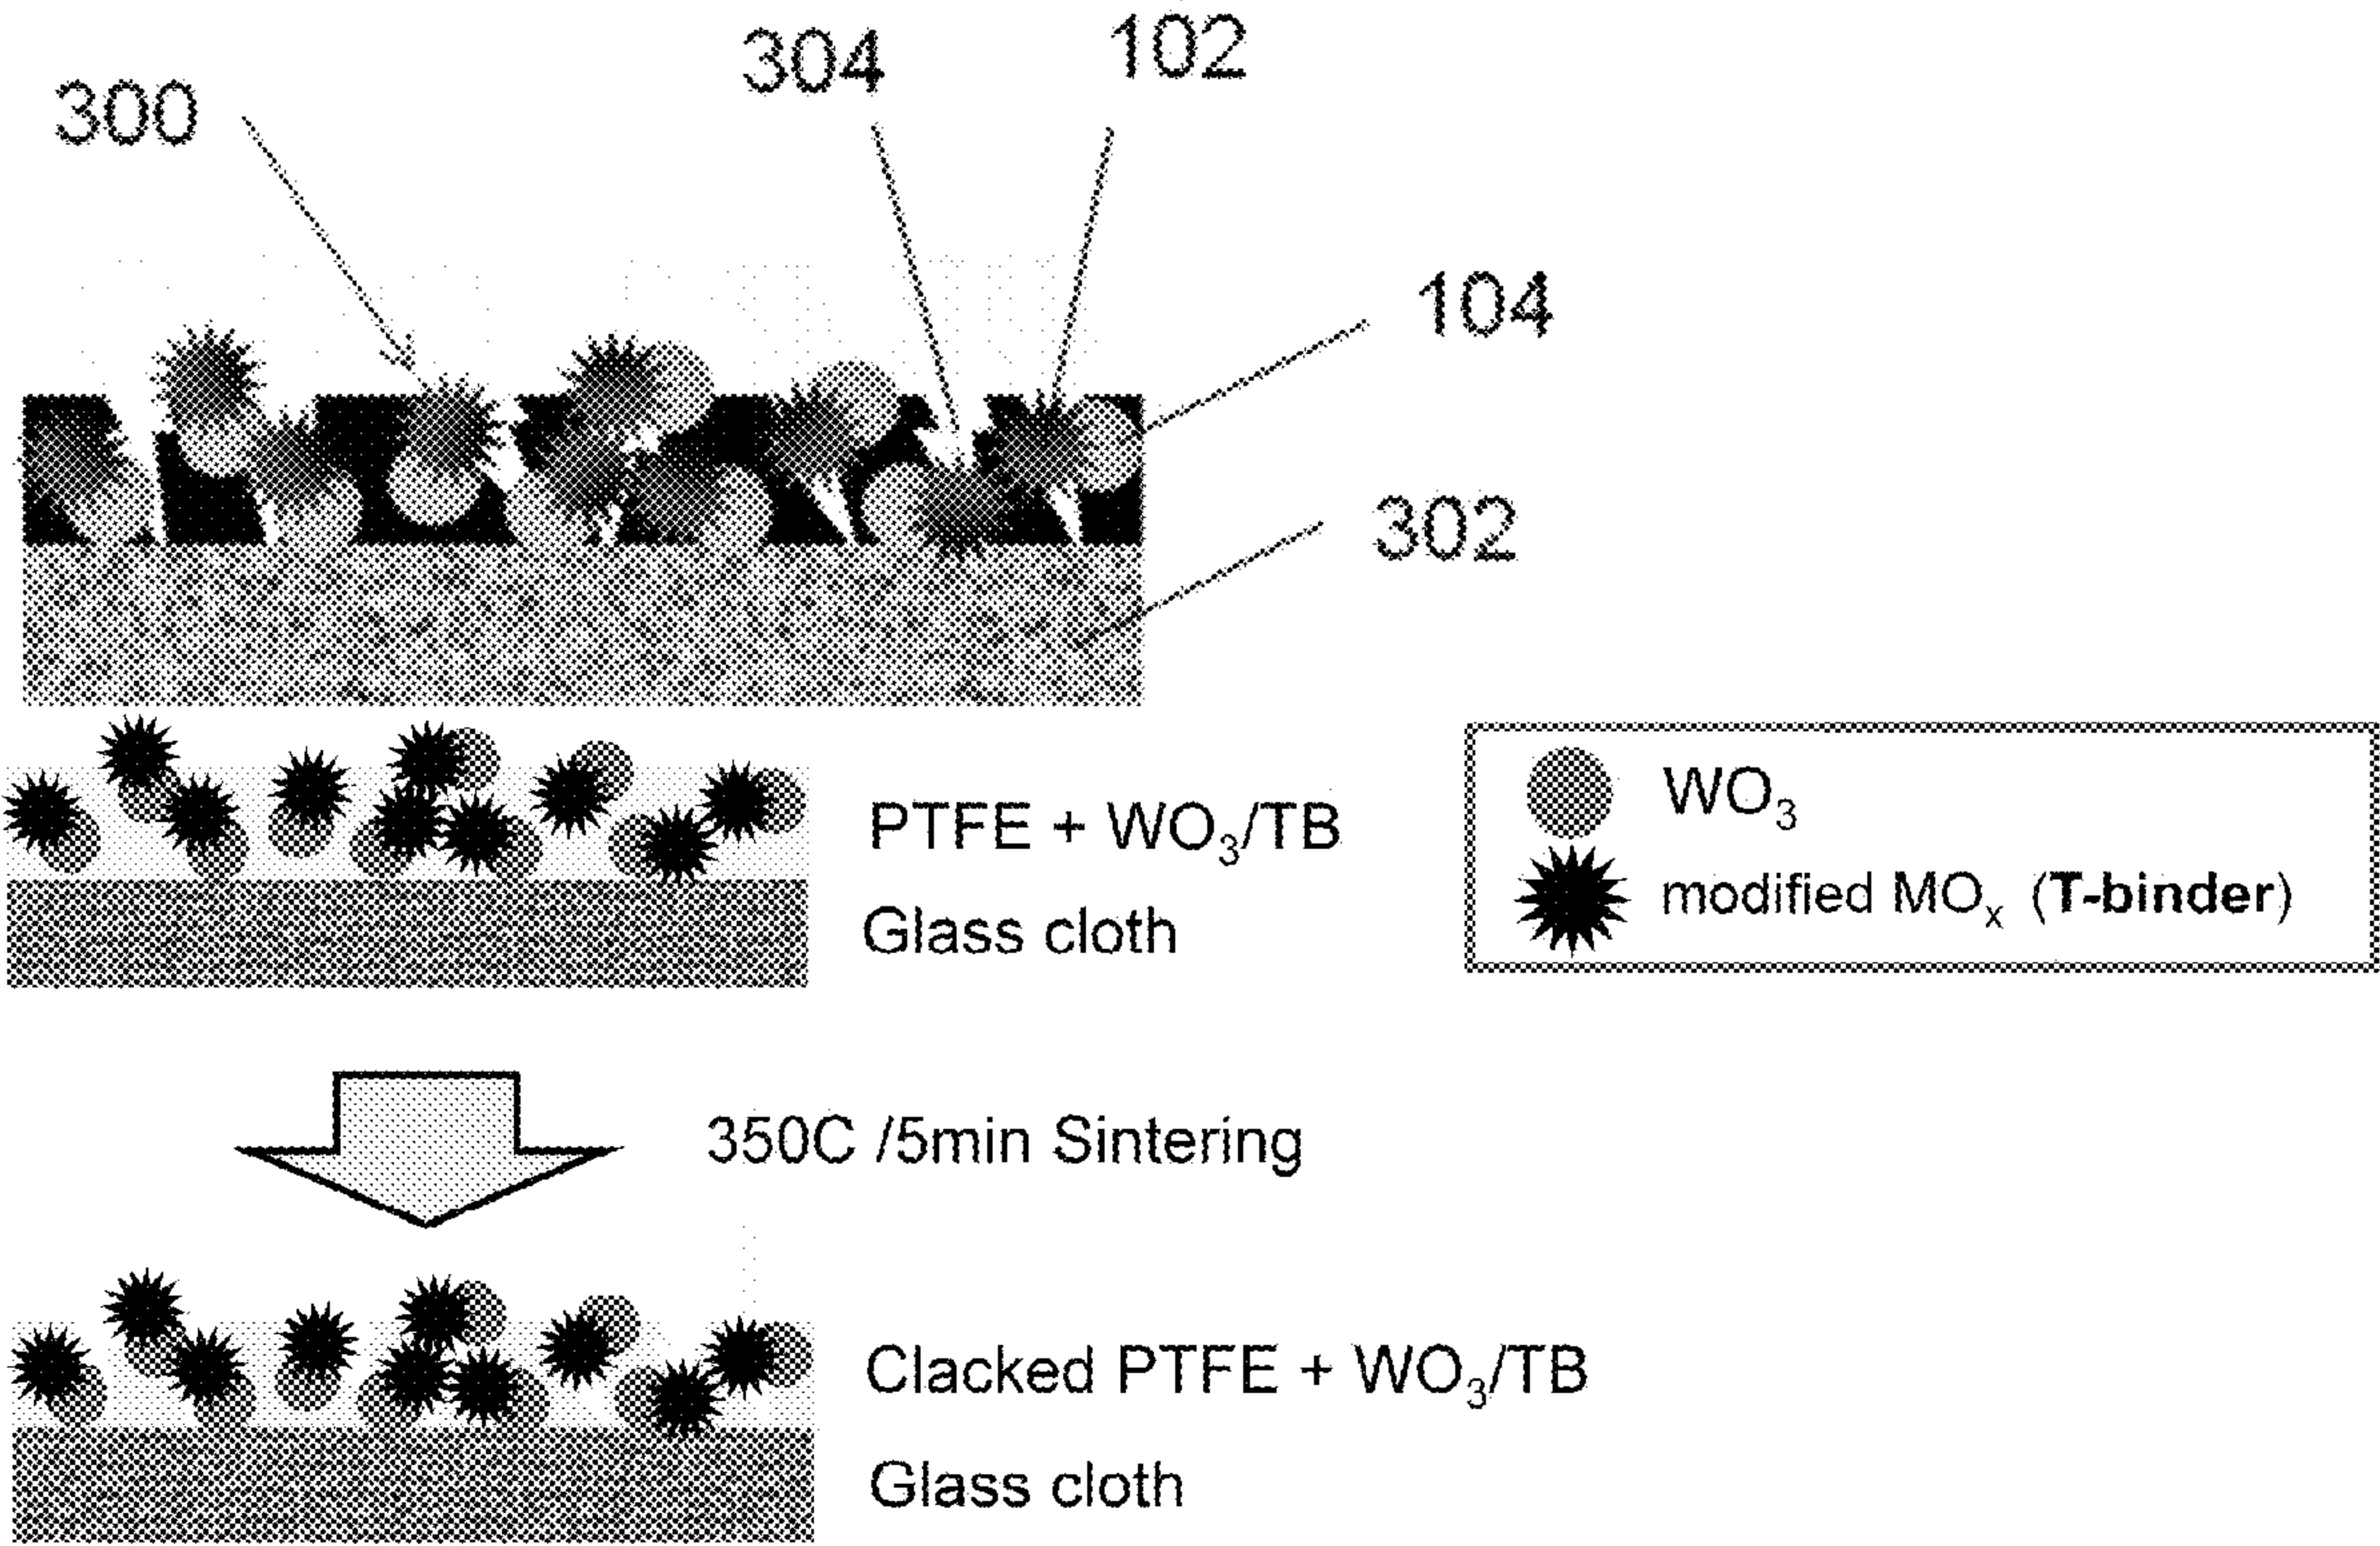 300
304
102
104
302
PTFE + WO₃/TB
Glass cloth
WO₃
modified MOₓ (T-binder)
350C /5min Sintering
Clacked PTFE + WO₃/TB
Glass cloth